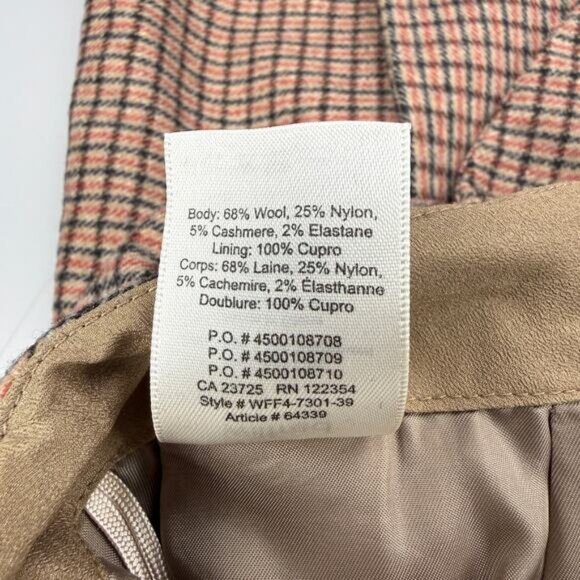 Body: 68% Wool, 25% Nylon,
5% Cashmere, 2% Elastane
Lining: 100% Cupro
Corps: 68% Laine, 25% Nylon,
5% Cachemire, 2% Élasthanne
Doublure: 100% Cupro
P.O. # 4500108708
P.O. # 4500108709
P.O. # 4500108710
CA 23725 RN 122354
Style # WFF4-7301-39
Article # 64339